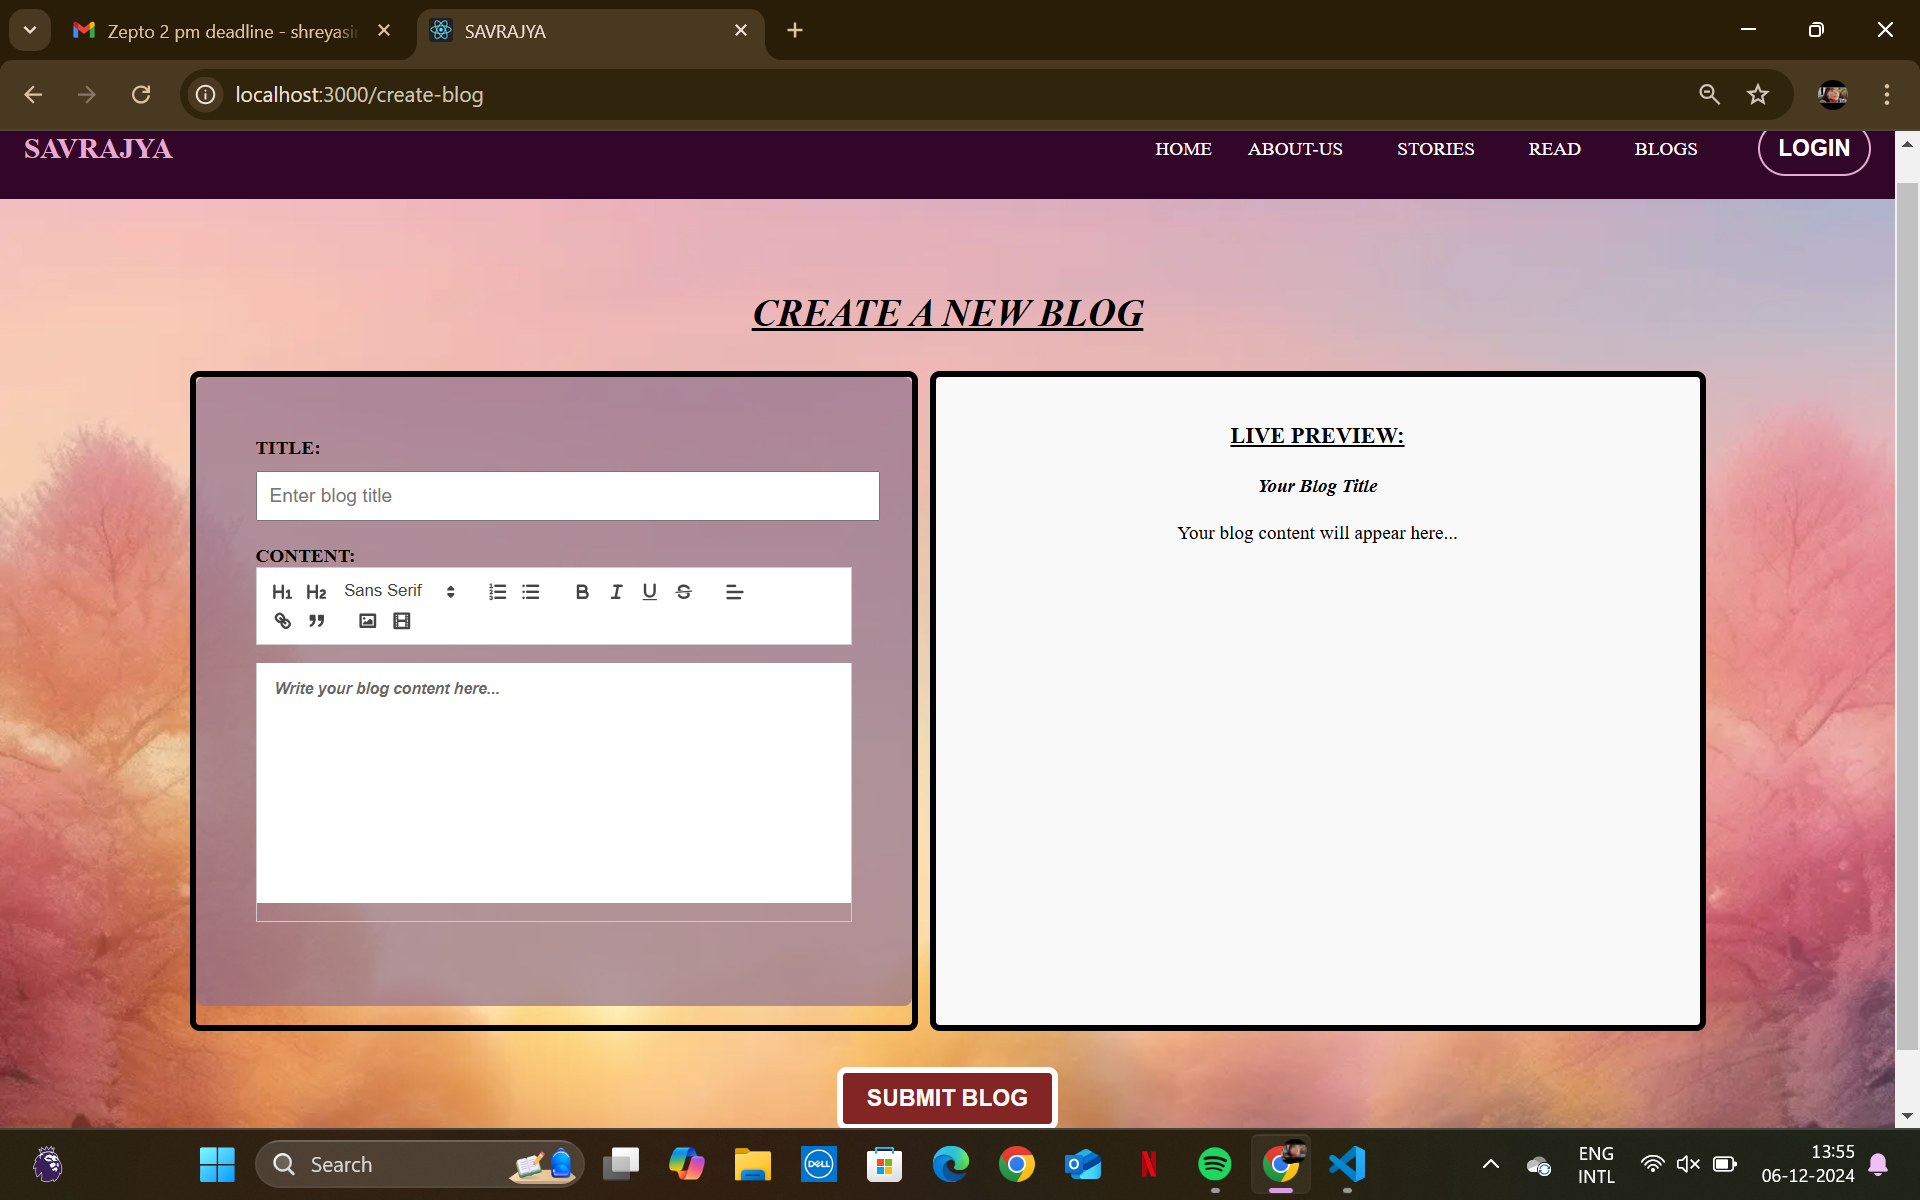 Zepto 2 pm deadline - shreyasi
SAVRAJYA
localhost:3000/create-blog
SAVRAJYA
HOME
ABOUT-US
STORIES
READ
BLOGS
LOGIN
CREATE A NEW BLOG
TITLE:
Enter blog title
CONTENT:
H1 H2 Sans Serif
Write your blog content here...
LIVE PREVIEW:
Your Blog Title
Your blog content will appear here...
SUBMIT BLOG
Search
DELL
ENG
INTL
13:55
06-12-2024